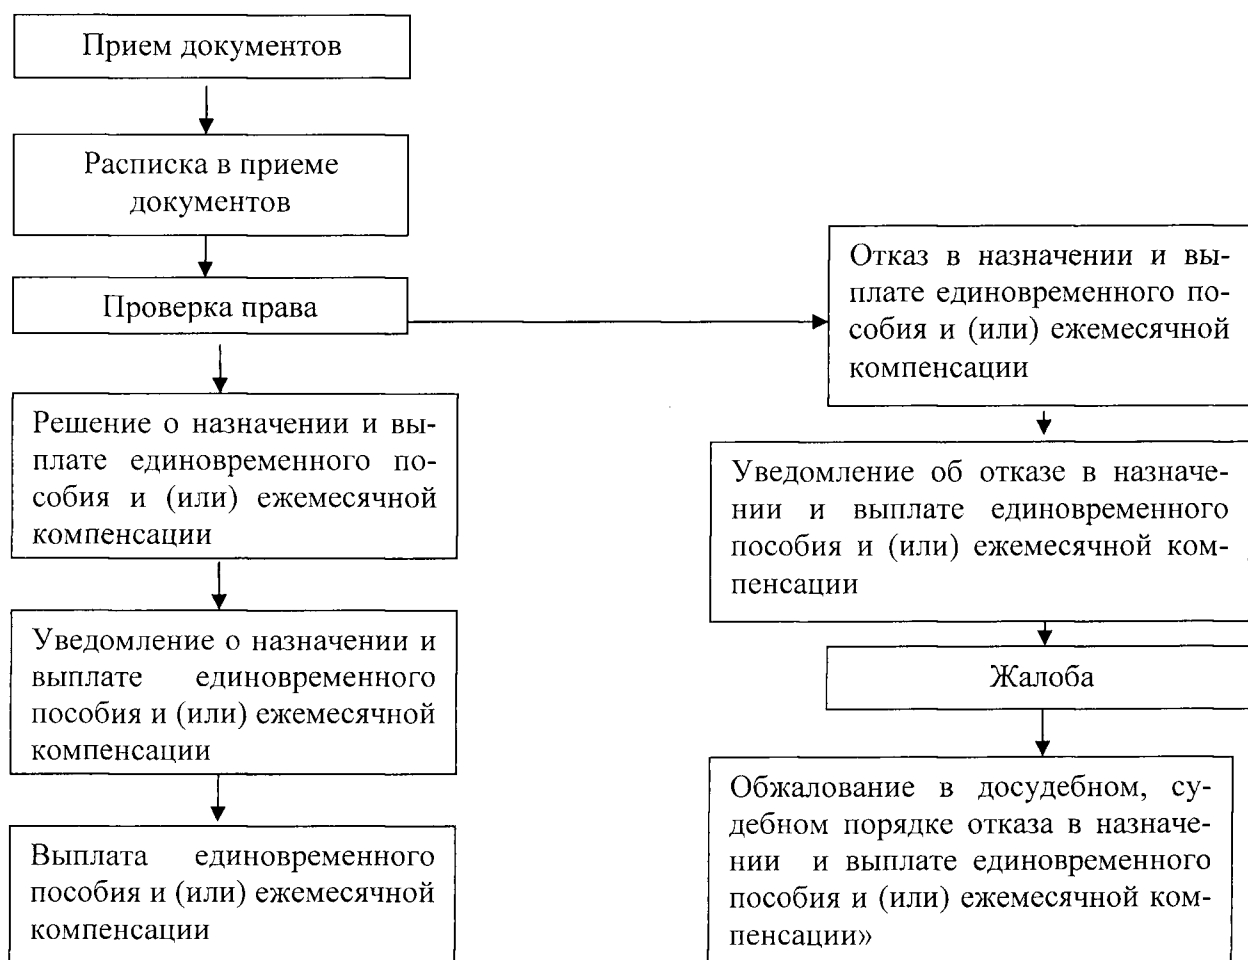 Прием документов
Расписка в приеме
документов
Проверка права
Решение о назначении и вы-
плате единовременного по-
собия и (или) ежемесячной
компенсации
Уведомление о назначении и
выплате единовременного
пособия и (или) ежемесячной
компенсации
Выплата единовременного
пособия и (или) ежемесячной
компенсации
Отказ в назначении и вы-
плате единовременного по-
собия и (или) ежемесячной
компенсации
Уведомление об отказе в назначе-
нии и выплате единовременного
пособия и (или) ежемесячной ком-
пенсации
Жалоба
Обжалование в досудебном, су-
дебном порядке отказа в назначе-
нии и выплате единовременного
пособия и (или) ежемесячной ком-
пенсации»